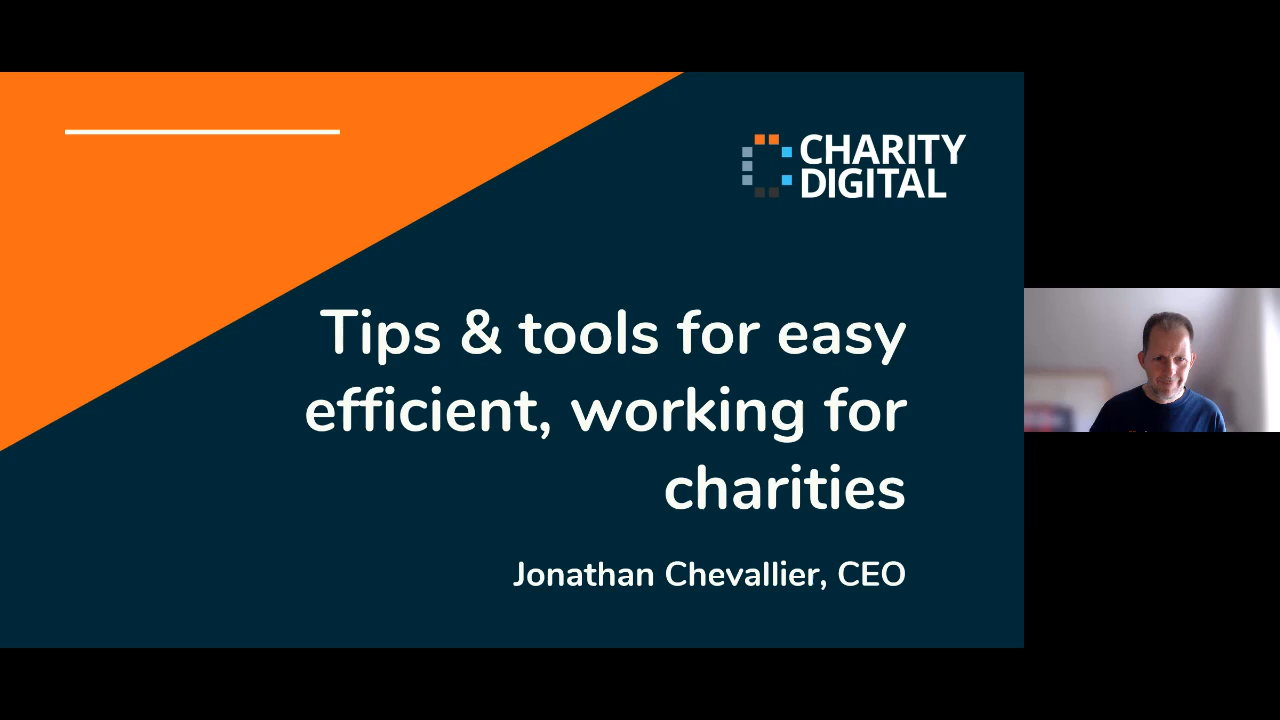 CHARITY
DIGITAL
Tips & tools for easy
efficient, working for
charities
Jonathan Chevallier, CEO